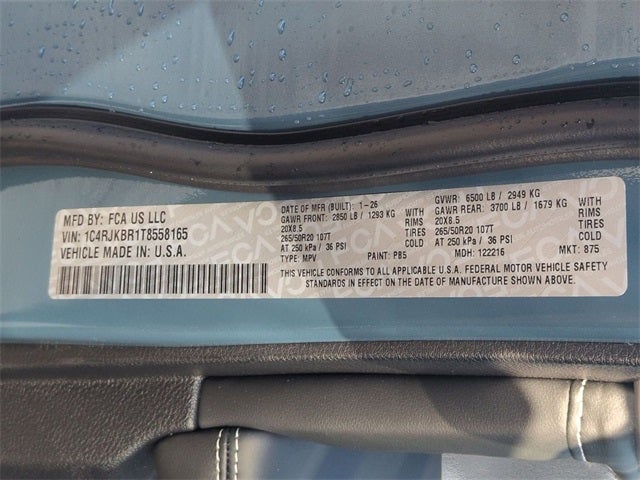 MFD BY: FCA US LLC
VIN: 1C4RJKBR1T8558165
VEHICLE MADE IN: U.S.A.
DATE OF MFR (BUILT): 1-26 GVWR: 6500 LB / 2949 KG
GAWR FRONT: 2850 LB / 1293 KG WITH GAWR REAR: 3700 LB / 1679 KG WITH
20X8.5 RIMS 20X8.5 RIMS
265/50R20 107T TIRES 265/50R20 107T TIRES
AT 250 kPa / 36 PSI COLD AT 250 kPa / 36 PSI COLD
TYPE: MPV PAINT: PB5 MDH: 122216 MKT: 875
THIS VEHICLE CONFORMS TO ALL APPLICABLE U.S.A. FEDERAL MOTOR VEHICLE SAFETY
STANDARDS IN EFFECT ON THE DATE OF MANUFACTURE SHOWN ABOVE.